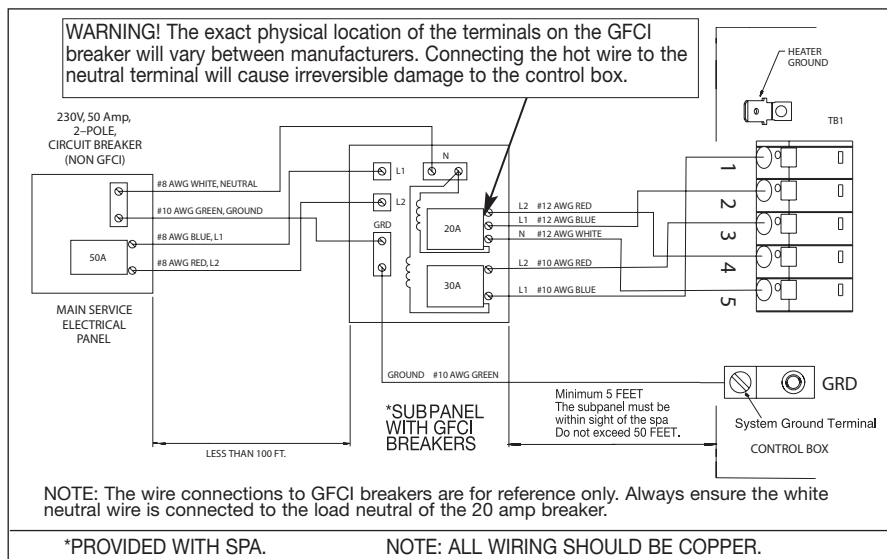 WARNING! The exact physical location of the terminals on the GFCI
breaker will vary between manufacturers. Connecting the hot wire to the
neutral terminal will cause irreversible damage to the control box.
HEATER
GROUND
TB1
230V, 50 Amp,
2–POLE,
CIRCUIT BREAKER
(NON GFCI)
#8 AWG WHITE, NEUTRAL
#10 AWG GREEN, GROUND
#8 AWG BLUE, L1
#8 AWG RED, L2
50A
MAIN SERVICE
ELECTRICAL
PANEL
N
L1
L2
GRD
20A
30A
L2 #12 AWG RED
L1 #12 AWG BLUE
N #12 AWG WHITE
L2 #10 AWG RED
L1 #10 AWG BLUE
1
2
3
4
5
GROUND #10 AWG GREEN
*SUBPANEL
WITH GFCI
BREAKERS
LESS THAN 100 FT.
Minimum 5 FEET
The subpanel must be
within sight of the spa
Do not exceed 50 FEET.
GRD
System Ground Terminal
CONTROL BOX
NOTE: The wire connections to GFCI breakers are for reference only. Always ensure the white
neutral wire is connected to the load neutral of the 20 amp breaker.
*PROVIDED WITH SPA. NOTE: ALL WIRING SHOULD BE COPPER.